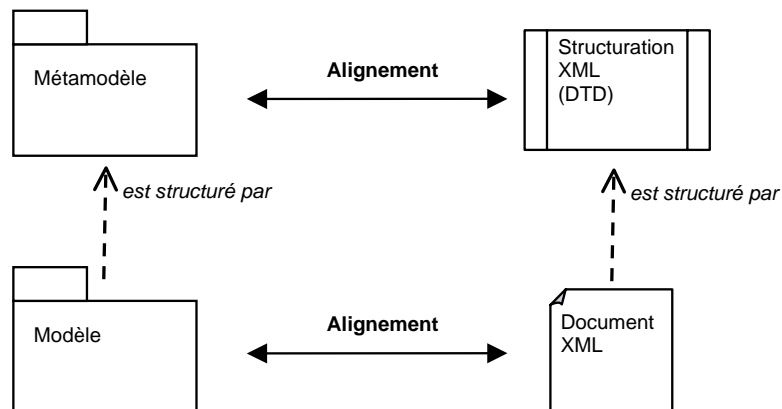 Métamodèle
Alignement
Structuration
XML
(DTD)
est structuré par
est structuré par
Modèle
Alignement
Document
XML